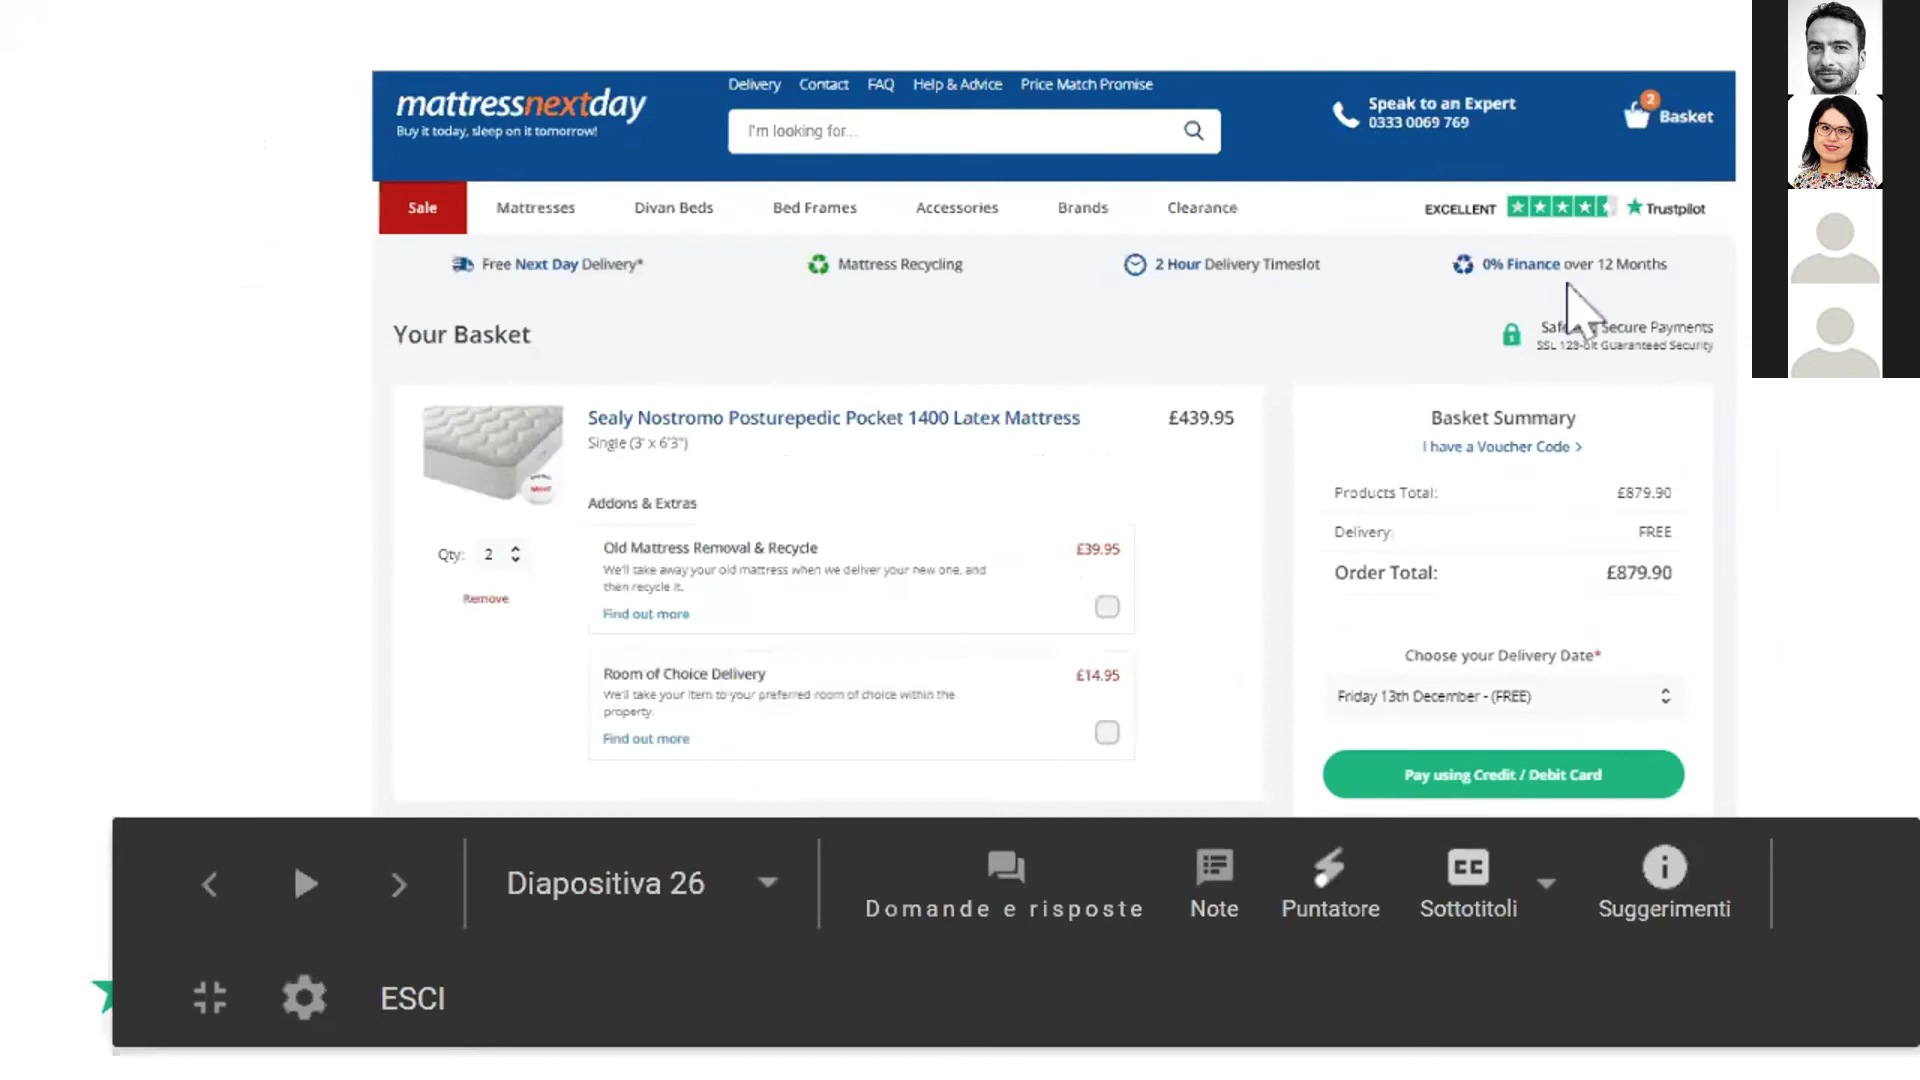 Delivery Contact FAQ Help & Advice Price Match Promise
mattressnextday
Buy it today, sleep on it tomorrow!
I'm looking for...
Speak to an Expert
0333 0069 769
2
Basket
Sale Mattresses Divan Beds Bed Frames Accessories Brands Clearance
EXCELLENT Trustpilot
Free Next Day Delivery* Mattress Recycling 2 Hour Delivery Timeslot 0% Finance over 12 Months
Your Basket
Secure Payments
SSL 128-bit Guaranteed Security
Sealy Nostromo Posturepedic Pocket 1400 Latex Mattress £439.95
Single (3' x 6'3")
Addons & Extras
Qty: 2
Remove
Old Mattress Removal & Recycle £39.95
We'll take away your old mattress when we deliver your new one, and
then recycle it.
Find out more
Room of Choice Delivery £14.95
We'll take your item to your preferred room of choice within the
property.
Find out more
Basket Summary
I have a Voucher Code >
Products Total: £879.90
Delivery: FREE
Order Total: £879.90
Choose your Delivery Date*
Friday 13th December - (FREE)
Pay using Credit / Debit Card
Diapositiva 26
Domande e risposte
Note
Puntatore
CC
Sottotitoli
Suggerimenti
ESCI